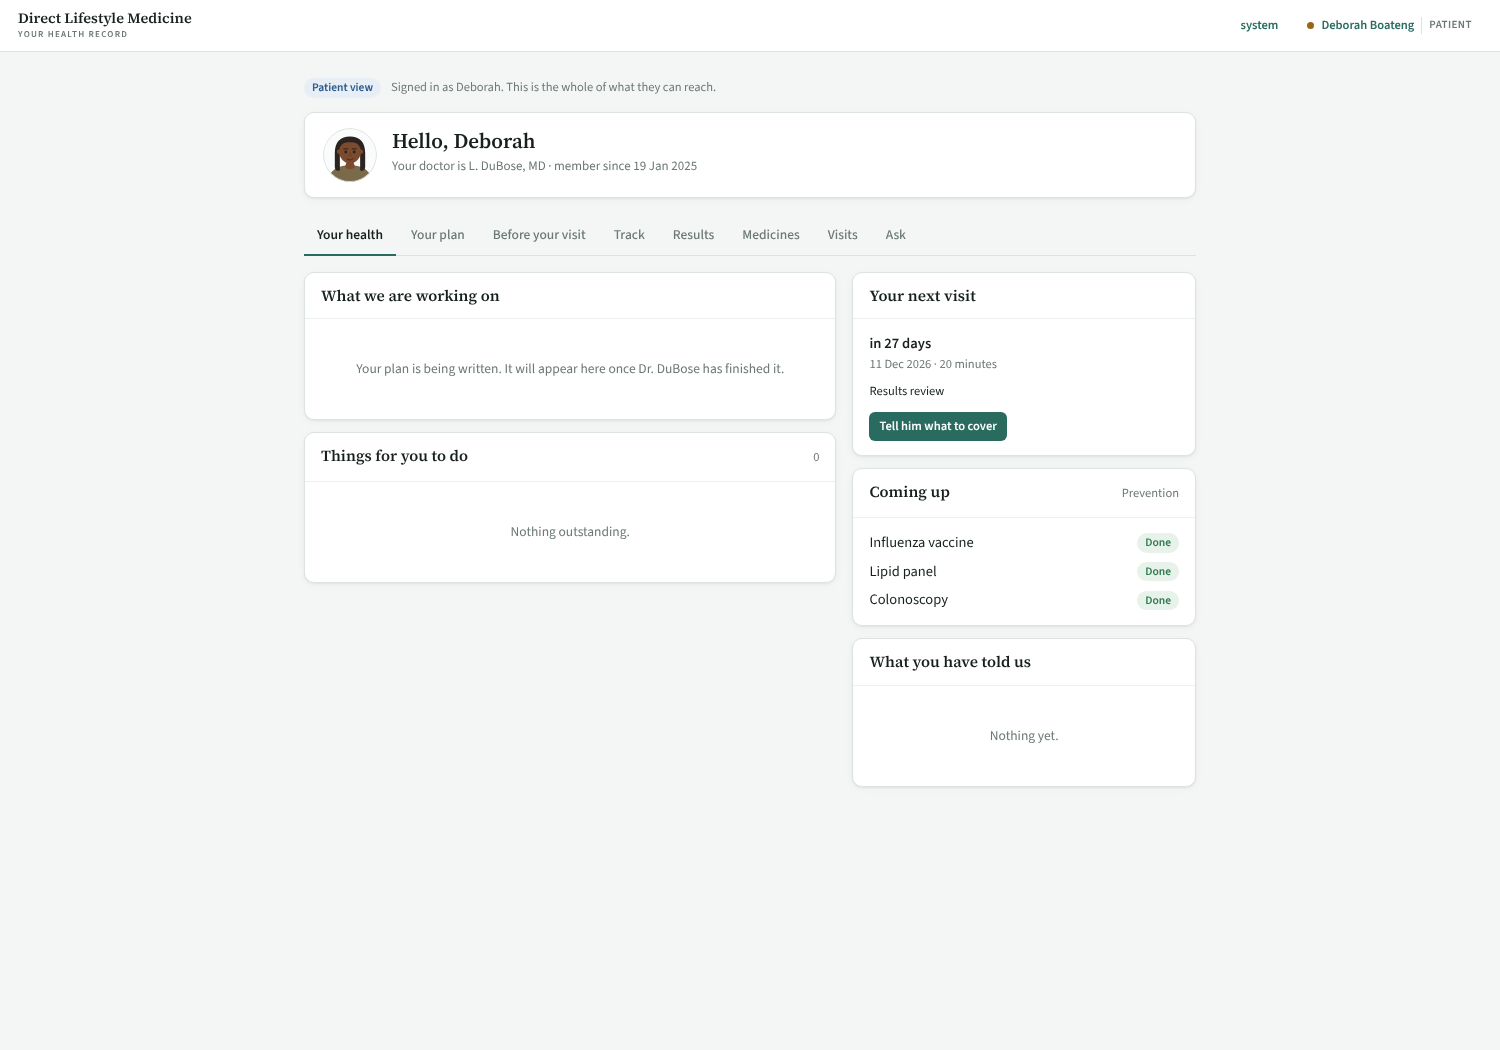 Direct Lifestyle Medicine
YOUR HEALTH RECORD
system
Deborah Boateng
PATIENT
Patient view
Signed in as Deborah. This is the whole of what they can reach.
Hello, Deborah
Your doctor is L. DuBose, MD · member since 19 Jan 2025
Your health
Your plan
Before your visit
Track
Results
Medicines
Visits
Ask
What we are working on
Your plan is being written. It will appear here once Dr. DuBose has finished it.
Things for you to do
0
Nothing outstanding.
Your next visit
in 27 days
11 Dec 2026 · 20 minutes
Results review
Tell him what to cover
Coming up
Prevention
Influenza vaccine
Done
Lipid panel
Done
Colonoscopy
Done
What you have told us
Nothing yet.